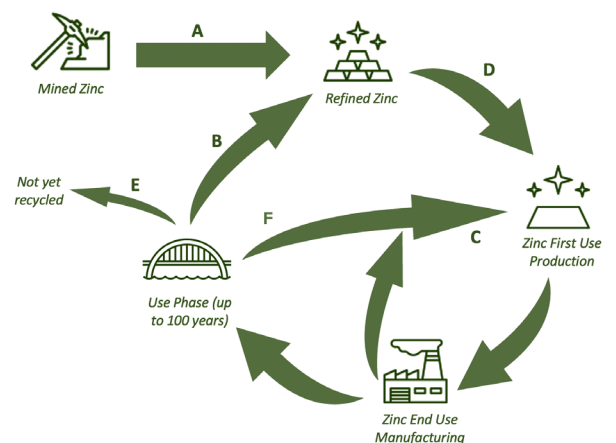 A
Mined Zinc
Refined Zinc
D
B
Not yet
recycled
E
F
C
Zinc First Use
Production
Use Phase (up
to 100 years)
Zinc End Use
Manufacturing